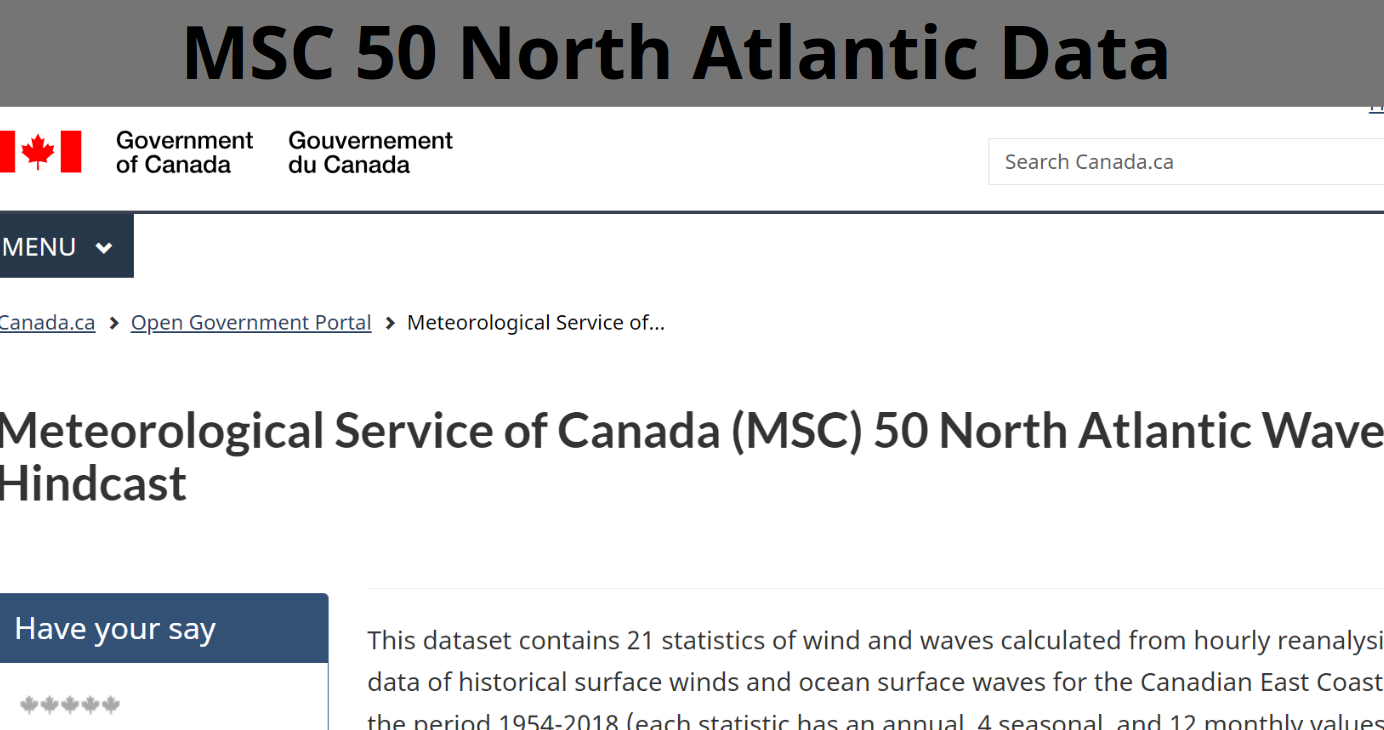 MSC 50 North Atlantic Data
Government of Canada
Gouvernement du Canada
Search Canada.ca
MENU
Canada.ca > Open Government Portal > Meteorological Service of...
Meteorological Service of Canada (MSC) 50 North Atlantic Wave
Hindcast
Have your say
This dataset contains 21 statistics of wind and waves calculated from hourly reanalysi
data of historical surface winds and ocean surface waves for the Canadian East Coast
the period 1954-2018 (each statistic has an annual, 4 seasonal, and 12 monthly values